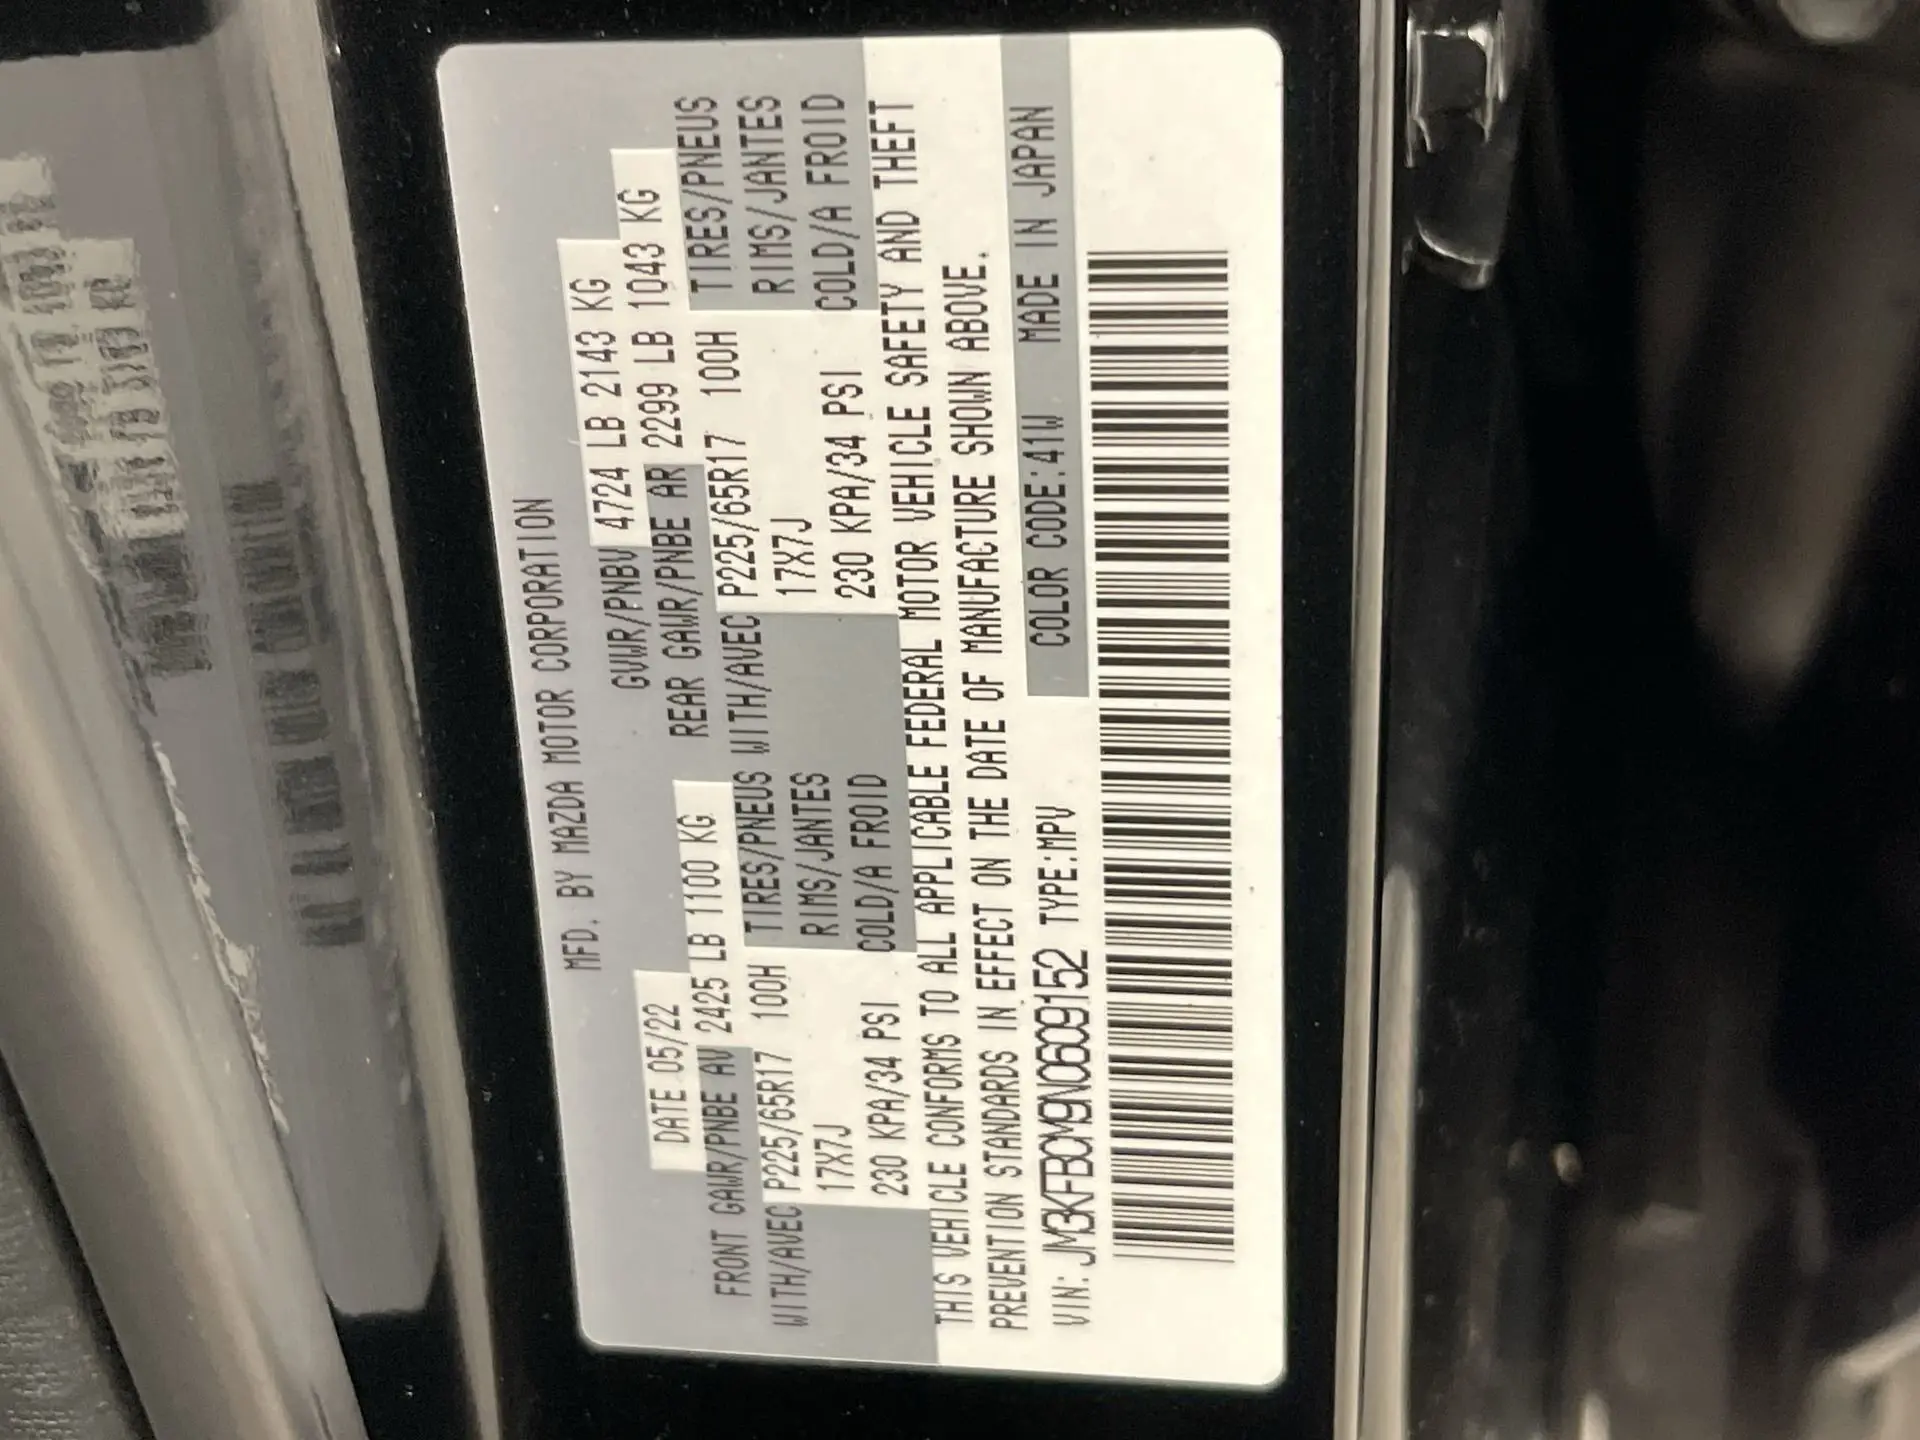 MFD. BY MAZDA MOTOR CORPORATION
DATE 05/22 GVWR/PNBV 4724 LB 2143 KG
FRONT GAWR/PNBE AV 2425 LB 1100 KG REAR GAWR/PNBE AR 2299 LB 1043 KG
WITH/AVEC P225/65R17 100H TIRES/PNEUS WITH/AVEC P225/65R17 100H TIRES/PNEUS
17X7J RIMS/JANTES 17X7J RIMS/JANTES
230 KPA/34 PSI COLD/A FROID 230 KPA/34 PSI COLD/A FROID
THIS VEHICLE CONFORMS TO ALL APPLICABLE FEDERAL MOTOR VEHICLE SAFETY AND THEFT
PREVENTION STANDARDS IN EFFECT ON THE DATE OF MANUFACTURE SHOWN ABOVE.
VIN: JM3KFBCM9N0609152 TYPE:MPV COLOR CODE:41W MADE IN JAPAN